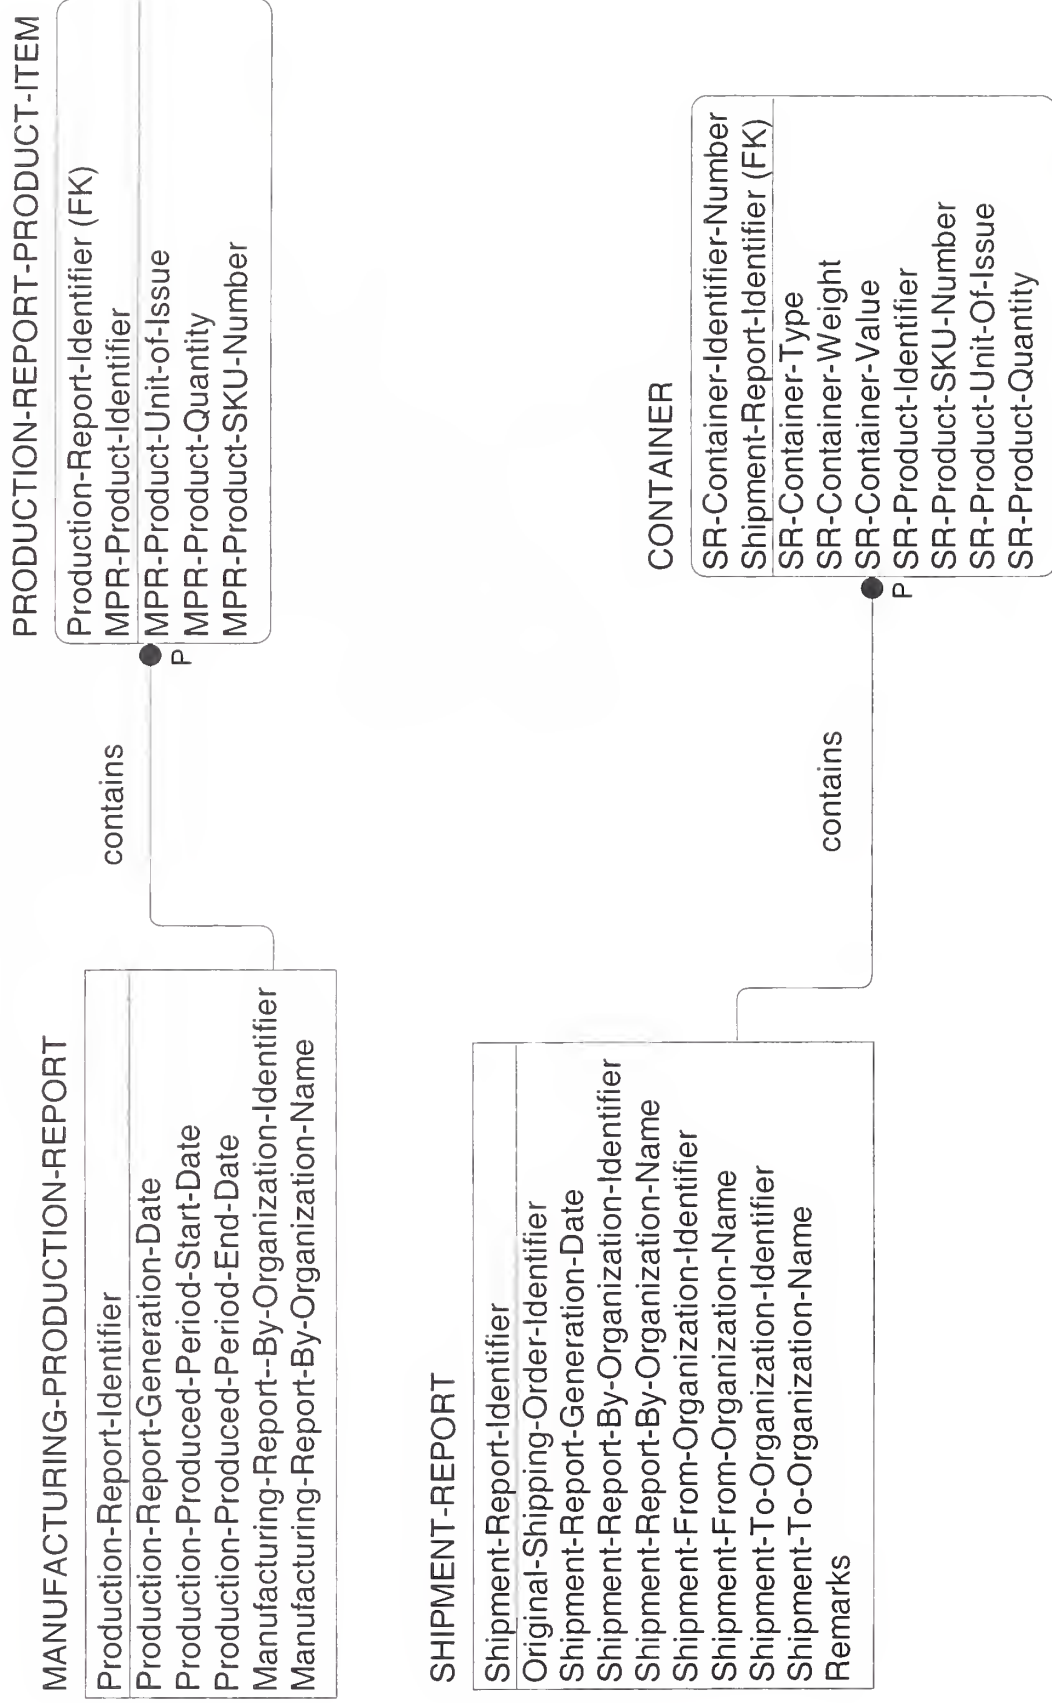 MANUFACTURING-PRODUCTION-REPORT
Production-Report-Identifier
Production-Report-Generation-Date
Production-Produced-Period-Start-Date
Production-Produced-Period-End-Date
Manufacturing-Report--By-Organization-Identifier
Manufacturing-Report-By-Organization-Name
contains
P
PRODUCTION-REPORT-PRODUCT-ITEM
Production-Report-Identifier (FK)
MPR-Product-Identifier
MPR-Product-Unit-of-Issue
MPR-Product-Quantity
MPR-Product-SKU-Number
SHIPMENT-REPORT
Shipment-Report-Identifier
Original-Shipping-Order-Identifier
Shipment-Report-Generation-Date
Shipment-Report-By-Organization-Identifier
Shipment-Report-By-Organization-Name
Shipment-From-Organization-Identifier
Shipment-From-Organization-Name
Shipment-To-Organization-Identifier
Shipment-To-Organization-Name
Remarks
contains
P
CONTAINER
SR-Container-Identifier-Number
Shipment-Report-Identifier (FK)
SR-Container-Type
SR-Container-Weight
SR-Container-Value
SR-Product-Identifier
SR-Product-SKU-Number
SR-Product-Unit-Of-Issue
SR-Product-Quantity